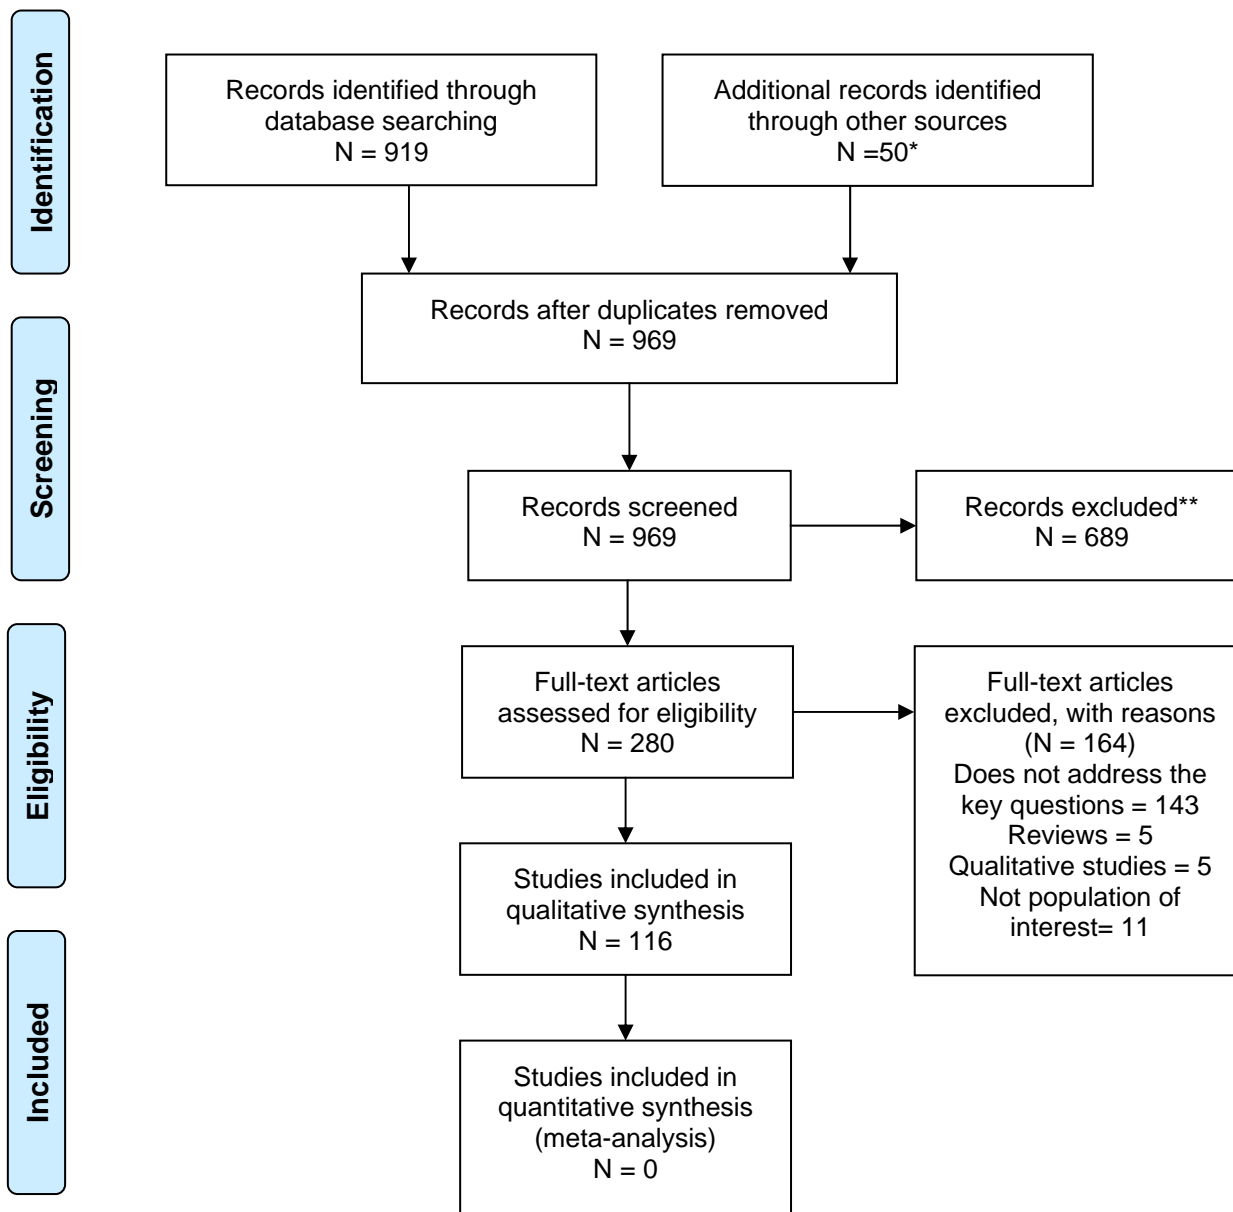 Identification
Records identified through
database searching
N = 919
Additional records identified
through other sources
N =50*
Records after duplicates removed
N = 969
Screening
Records screened
N = 969
Records excluded**
N = 689
Eligibility
Full-text articles
assessed for eligibility
N = 280
Full-text articles
excluded, with reasons
(N = 164)
Does not address the
key questions = 143
Reviews = 5
Qualitative studies = 5
Not population of
interest= 11
Studies included in
qualitative synthesis
N = 116
Included
Studies included in
quantitative synthesis
(meta-analysis)
N = 0